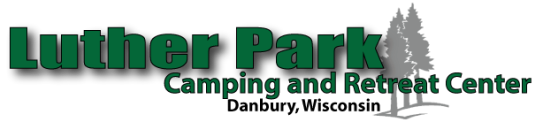 Luther Park
Camping and Retreat Center
Danbury, Wisconsin